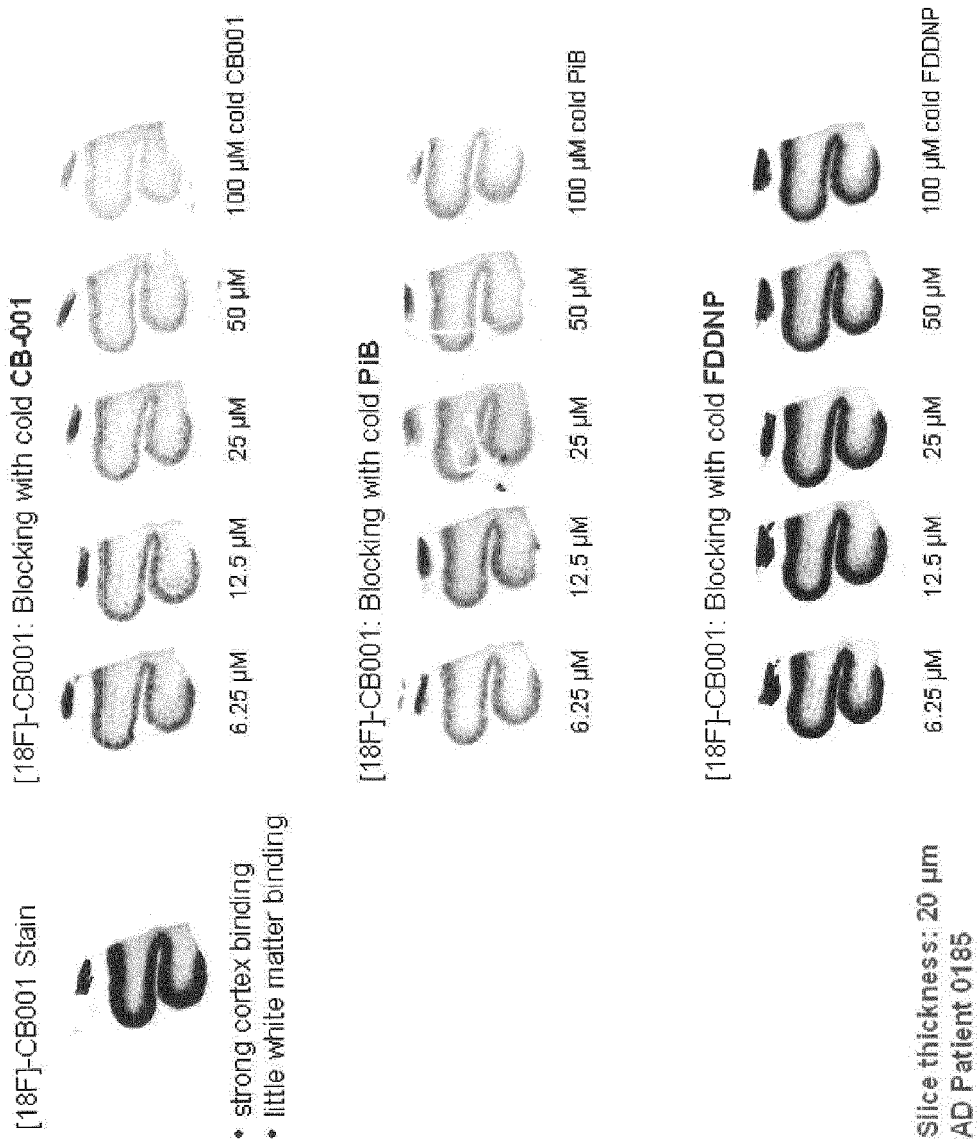 [18F]-CB001 Stain
• strong cortex binding
• little white matter binding
[18F]-CB001: Blocking with cold CB-001
6.25 µM 12.5 µM 25 µM 50 µM 100 µM cold CB001
[18F]-CB001: Blocking with cold PiB
6.25 µM 12.5 µM 25 µM 50 µM 100 µM cold PiB
[18F]-CB001: Blocking with cold FDDNP
6.25 µM 12.5 µM 25 µM 50 µM 100 µM cold FDDNP
Slice thickness: 20 µm
AD Patient 0185